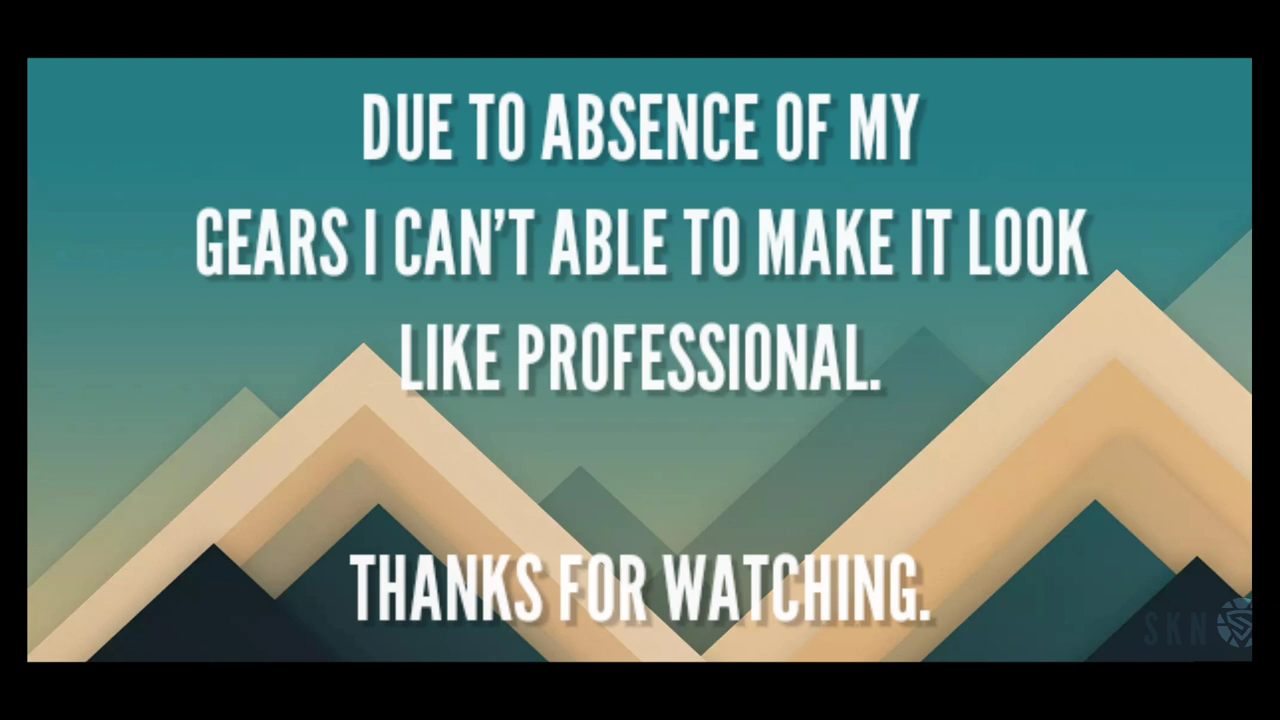 DUE TO ABSENCE OF MY
GEARS I CAN'T ABLE TO MAKE IT LOOK
LIKE PROFESSIONAL.
THANKS FOR WATCHING.
SKN